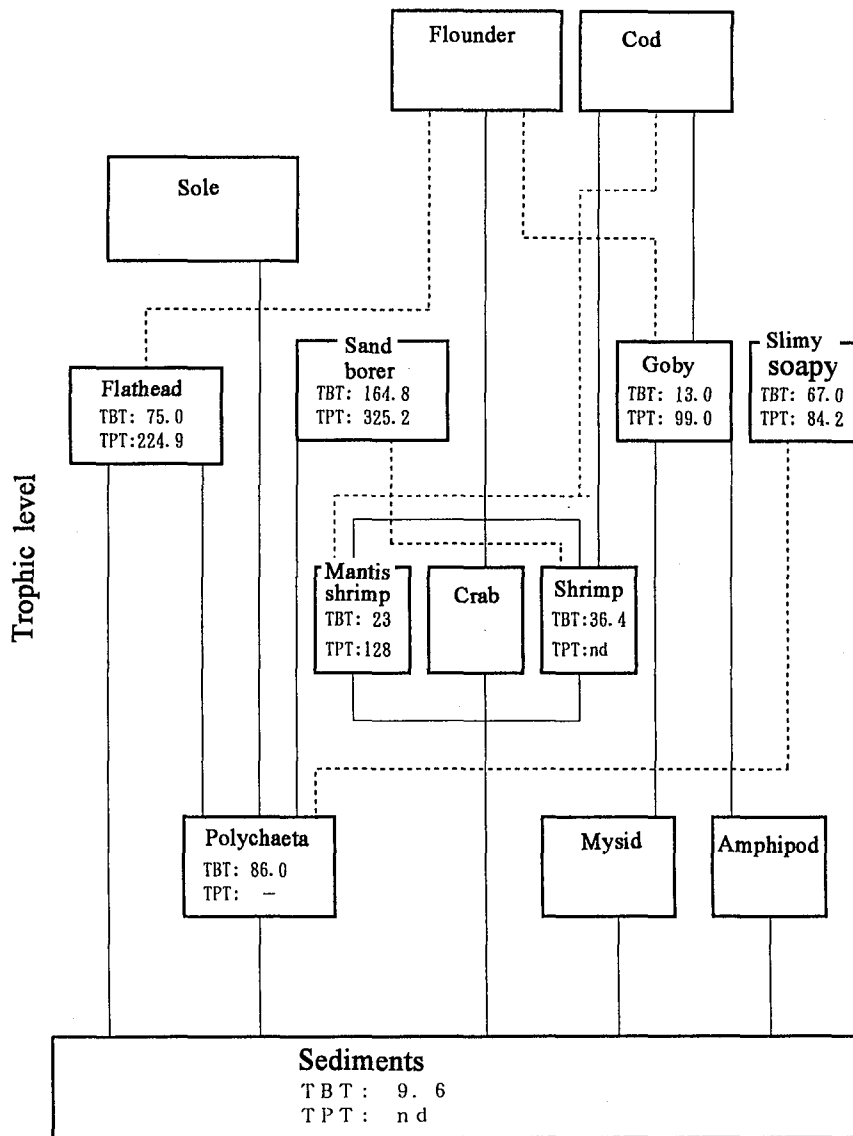 Flounder
Cod
Sole
Sand
borer
TBT: 164.8
TPT: 325.2
Goby
TBT: 13.0
TPT: 99.0
Slimy
soapy
TBT: 67.0
TPT: 84.2
Flathead
TBT: 75.0
TPT:224.9
Trophic level
Mantis
shrimp
TBT: 23
TPT:128
Crab
Shrimp
TBT:36.4
TPT:nd
Polychaeta
TBT: 86.0
TPT: —
Mysid
Amphipod
Sediments
TBT: 9.6
TPT: nd